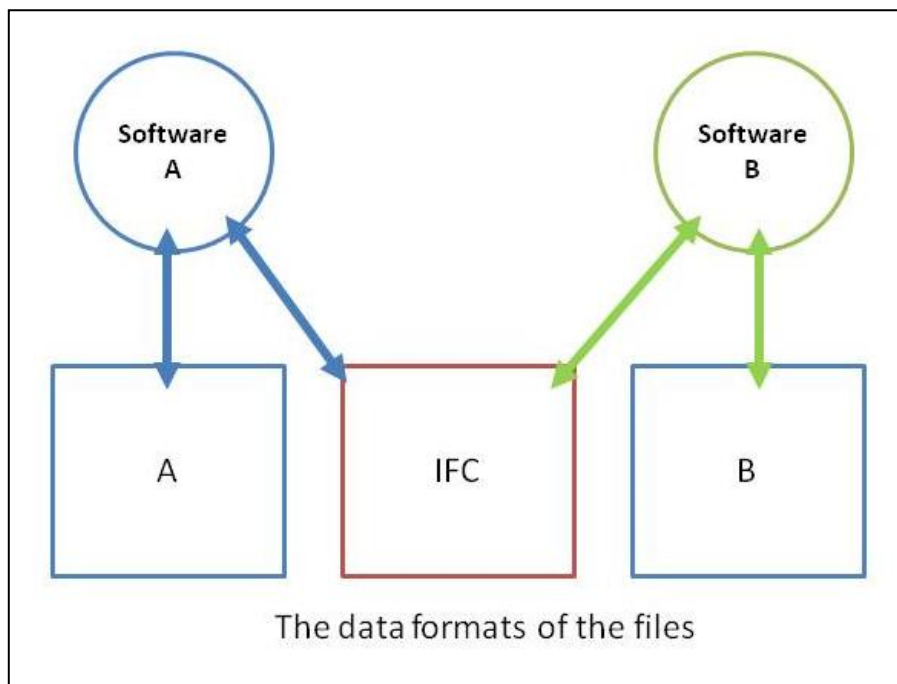 Software
A
Software
B
A
IFC
B
The data formats of the files